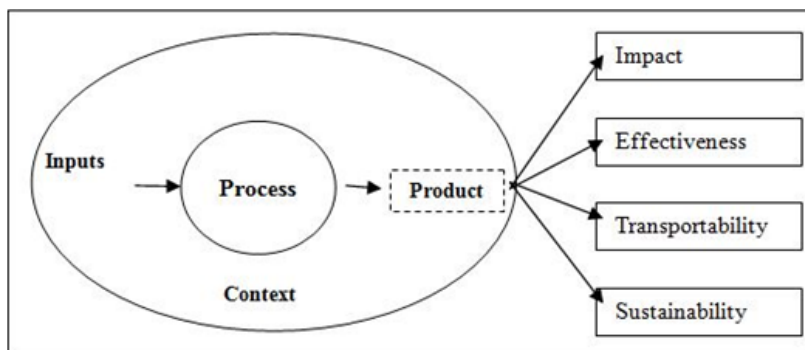 Impact
Effectiveness
Inputs
Process
Product
Transportability
Context
Sustainability